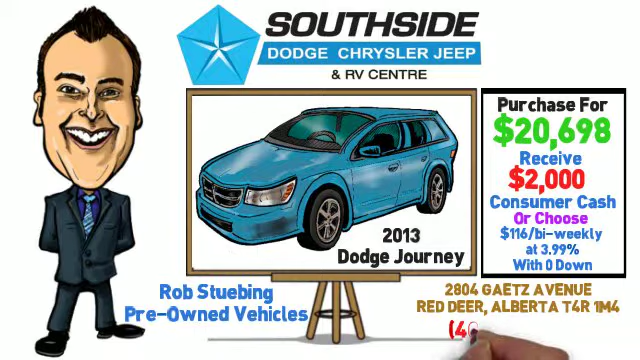 SOUTHSIDE
DODGE CHRYSLER JEEP
& RV CENTRE
Purchase For
$20,698
Receive
$2,000
Consumer Cash
Or Choose
$116/bi-weekly
at 3.99%
With 0 Down
2013
Dodge Journey
Rob Stuebing
Pre-Owned Vehicles
2804 GAETZ AVENUE
RED DEER, ALBERTA T4R 1M4
(4